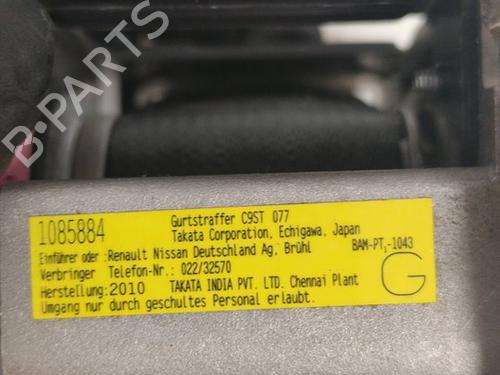 B-PARTS
1085884
Gurtstraffer C9ST 077
Takata Corporation, Echigawa, Japan
Einführer oder : Renault Nissan Deutschland Ag, Brühl BAM-PT₁-1043
Verbringer Telefon-Nr.: 022/32570
Herstellung:2010 TAKATA INDIA PVT. LTD. Chennai Plant
Umgang nur durch geschultes Personal erlaubt.
G